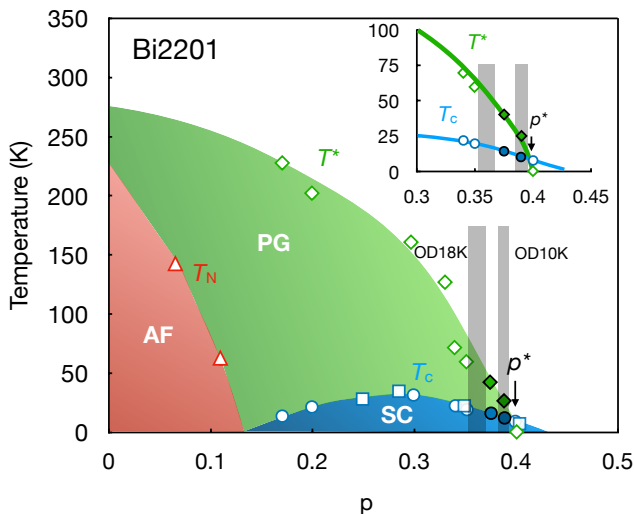 Bi2201
Temperature (K)
350
300
250
200
150
100
50
0
0
0.1
0.2
0.3
0.4
0.5
p
T*
PG
T_N
AF
T_c
SC
OD18K
OD10K
p*
100
75
50
25
0
0.3
0.35
0.4
0.45
T*
T_c
p*